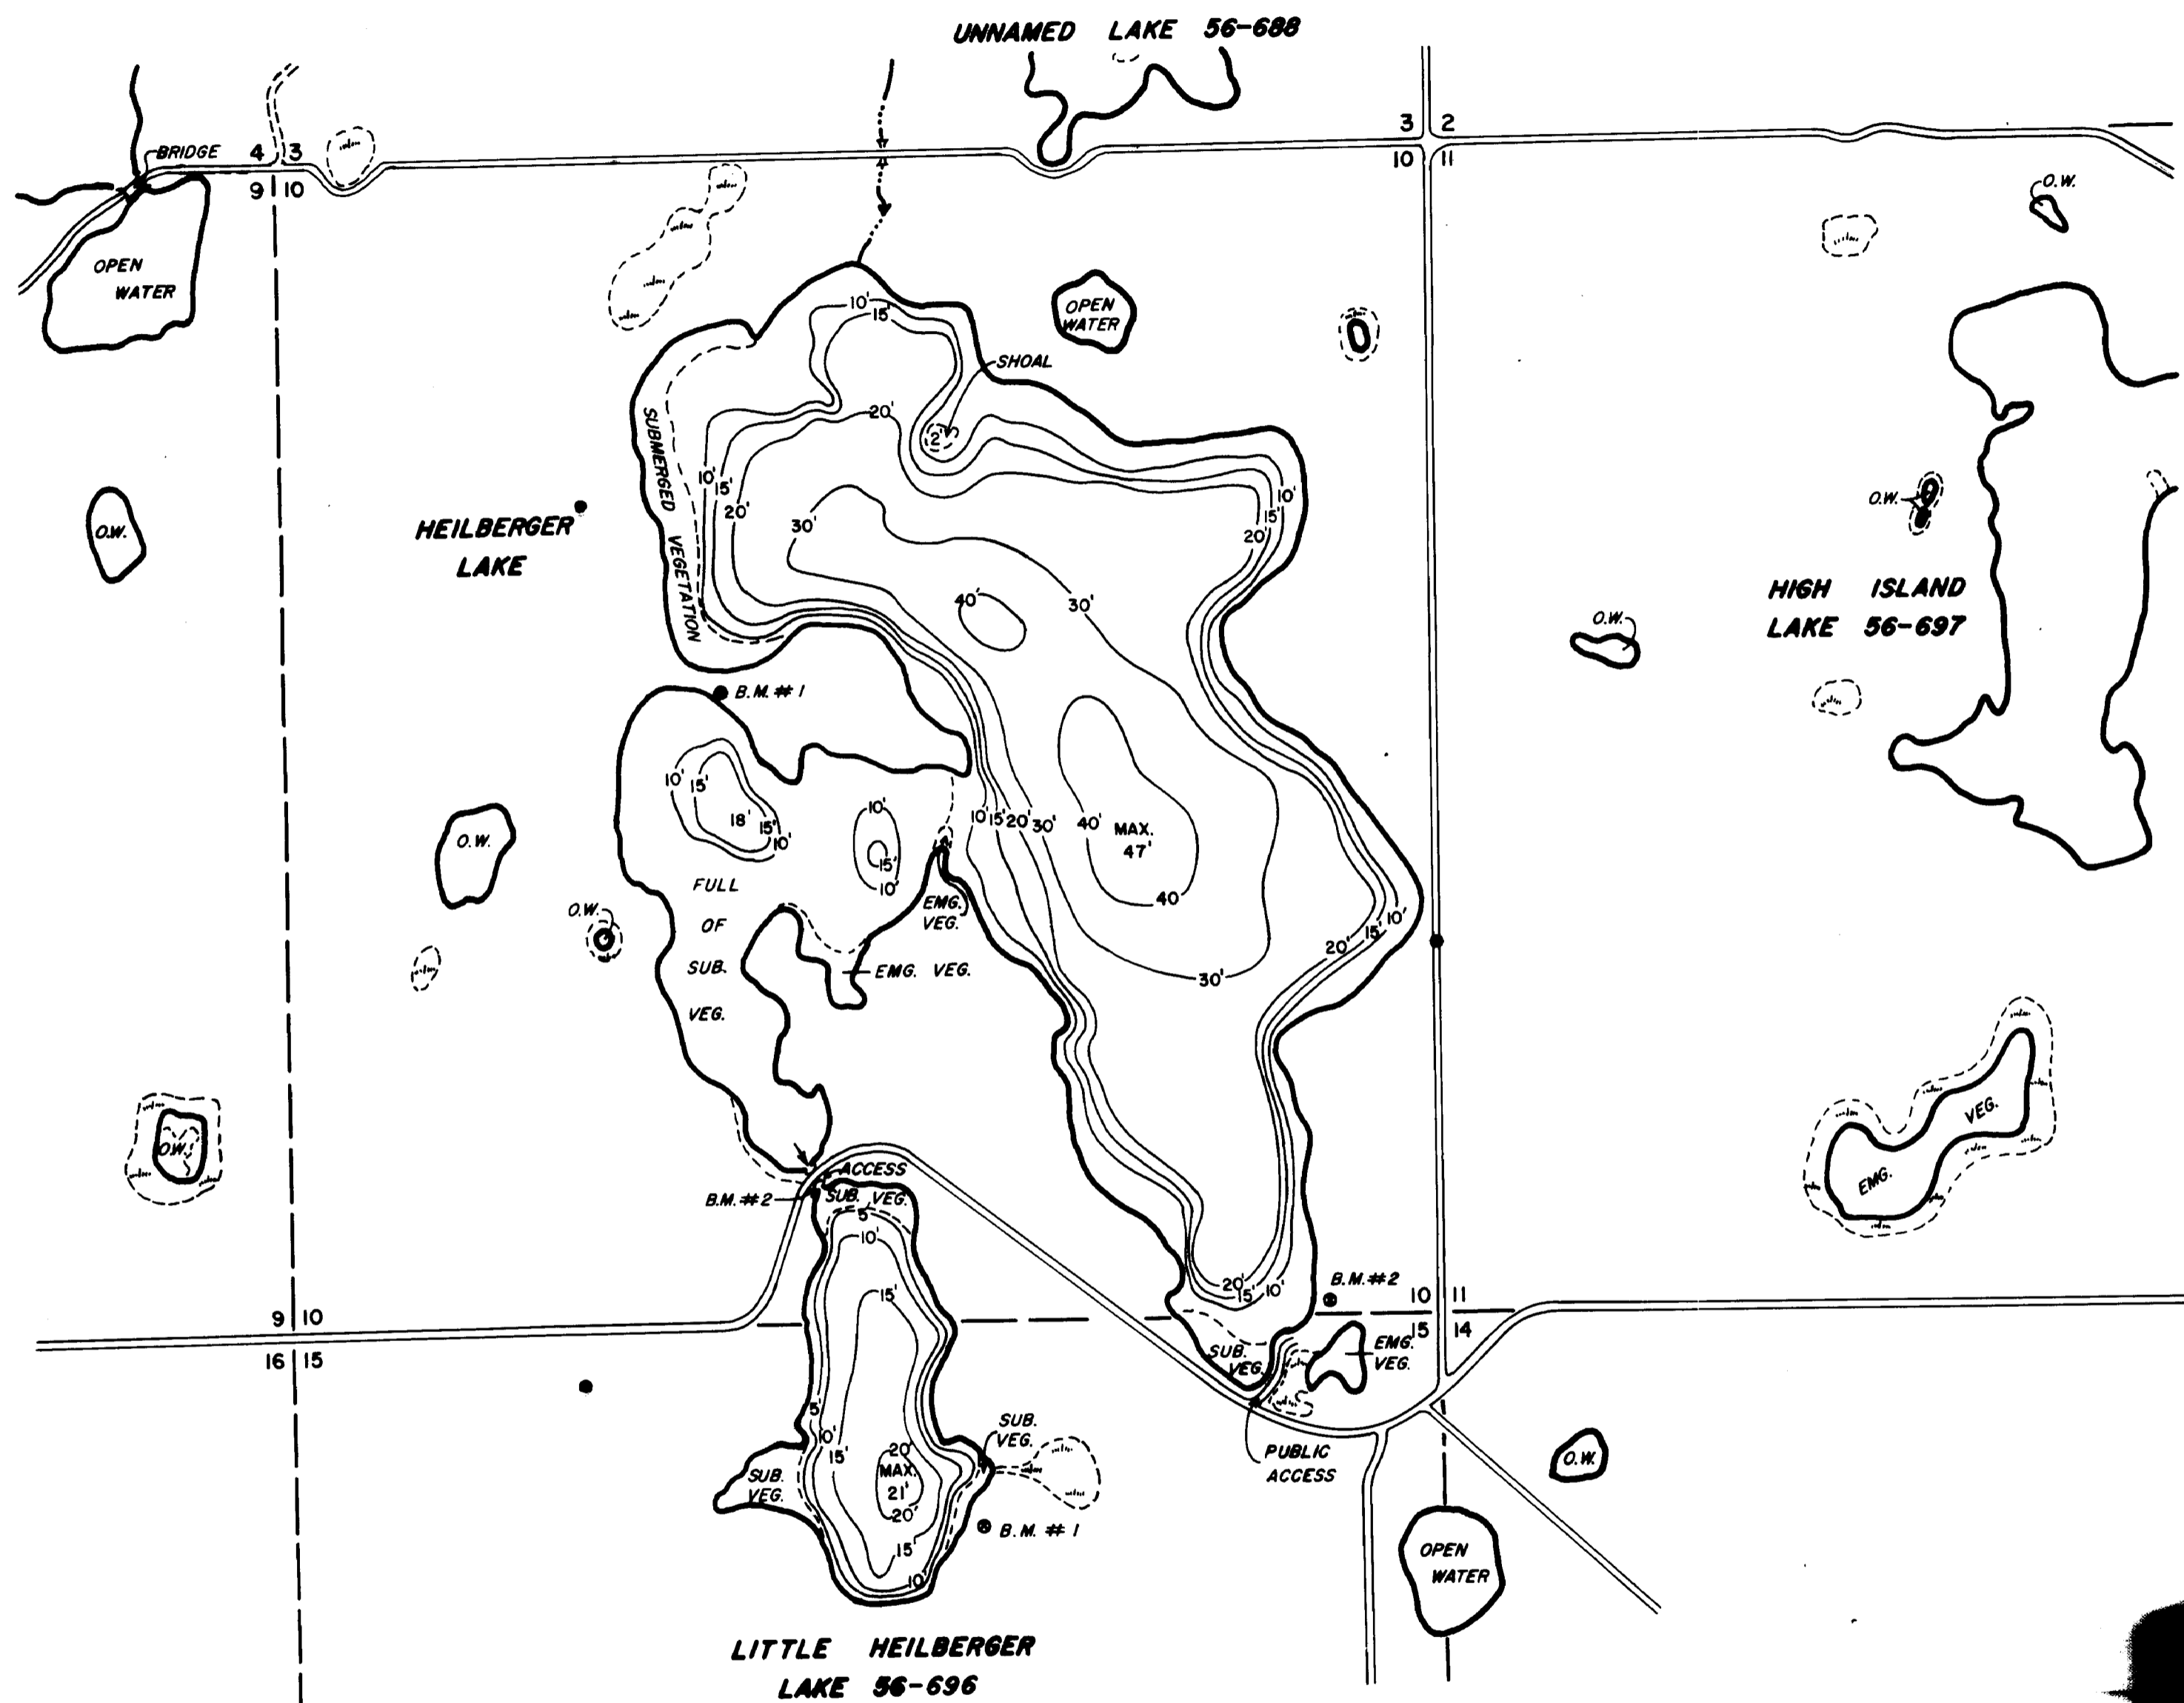 UNNAMED LAKE 56-688
BRIDGE
4 3
9 10
3 2
10 11
O.W.
OPEN
WATER
OPEN
WATER
10'
15'
SHOAL
20'
2'
SUBMERGED VEGETATION
10'
15'
20'
30'
10'
15'
20'
O.W.
O.W.
HEILBERGER
LAKE
HIGH ISLAND
LAKE 56-697
O.W.
40'
30'
B.M. # 1
10'
15'
18'
15'
10'
10'
15'
10'
10' 15' 20' 30'
40'
MAX.
47'
40
O.W.
O.W.
FULL
OF
SUB.
VEG.
EMG.
VEG.
EMG. VEG.
10'
15'
20'
30'
VEG.
EMG.
O.W.
ACCESS
B.M. #2
SUB. VEG.
5'
10'
15'
20'
15'
10'
B.M. #2
10 11
15 14
9 10
16 15
SUB.
VEG.
EMG.
VEG.
5'
10'
15'
20'
MAX.
21'
20'
15'
10'
SUB.
VEG.
SUB.
VEG.
B.M. # 1
PUBLIC
ACCESS
O.W.
OPEN
WATER
LITTLE HEILBERGER
LAKE 56-696